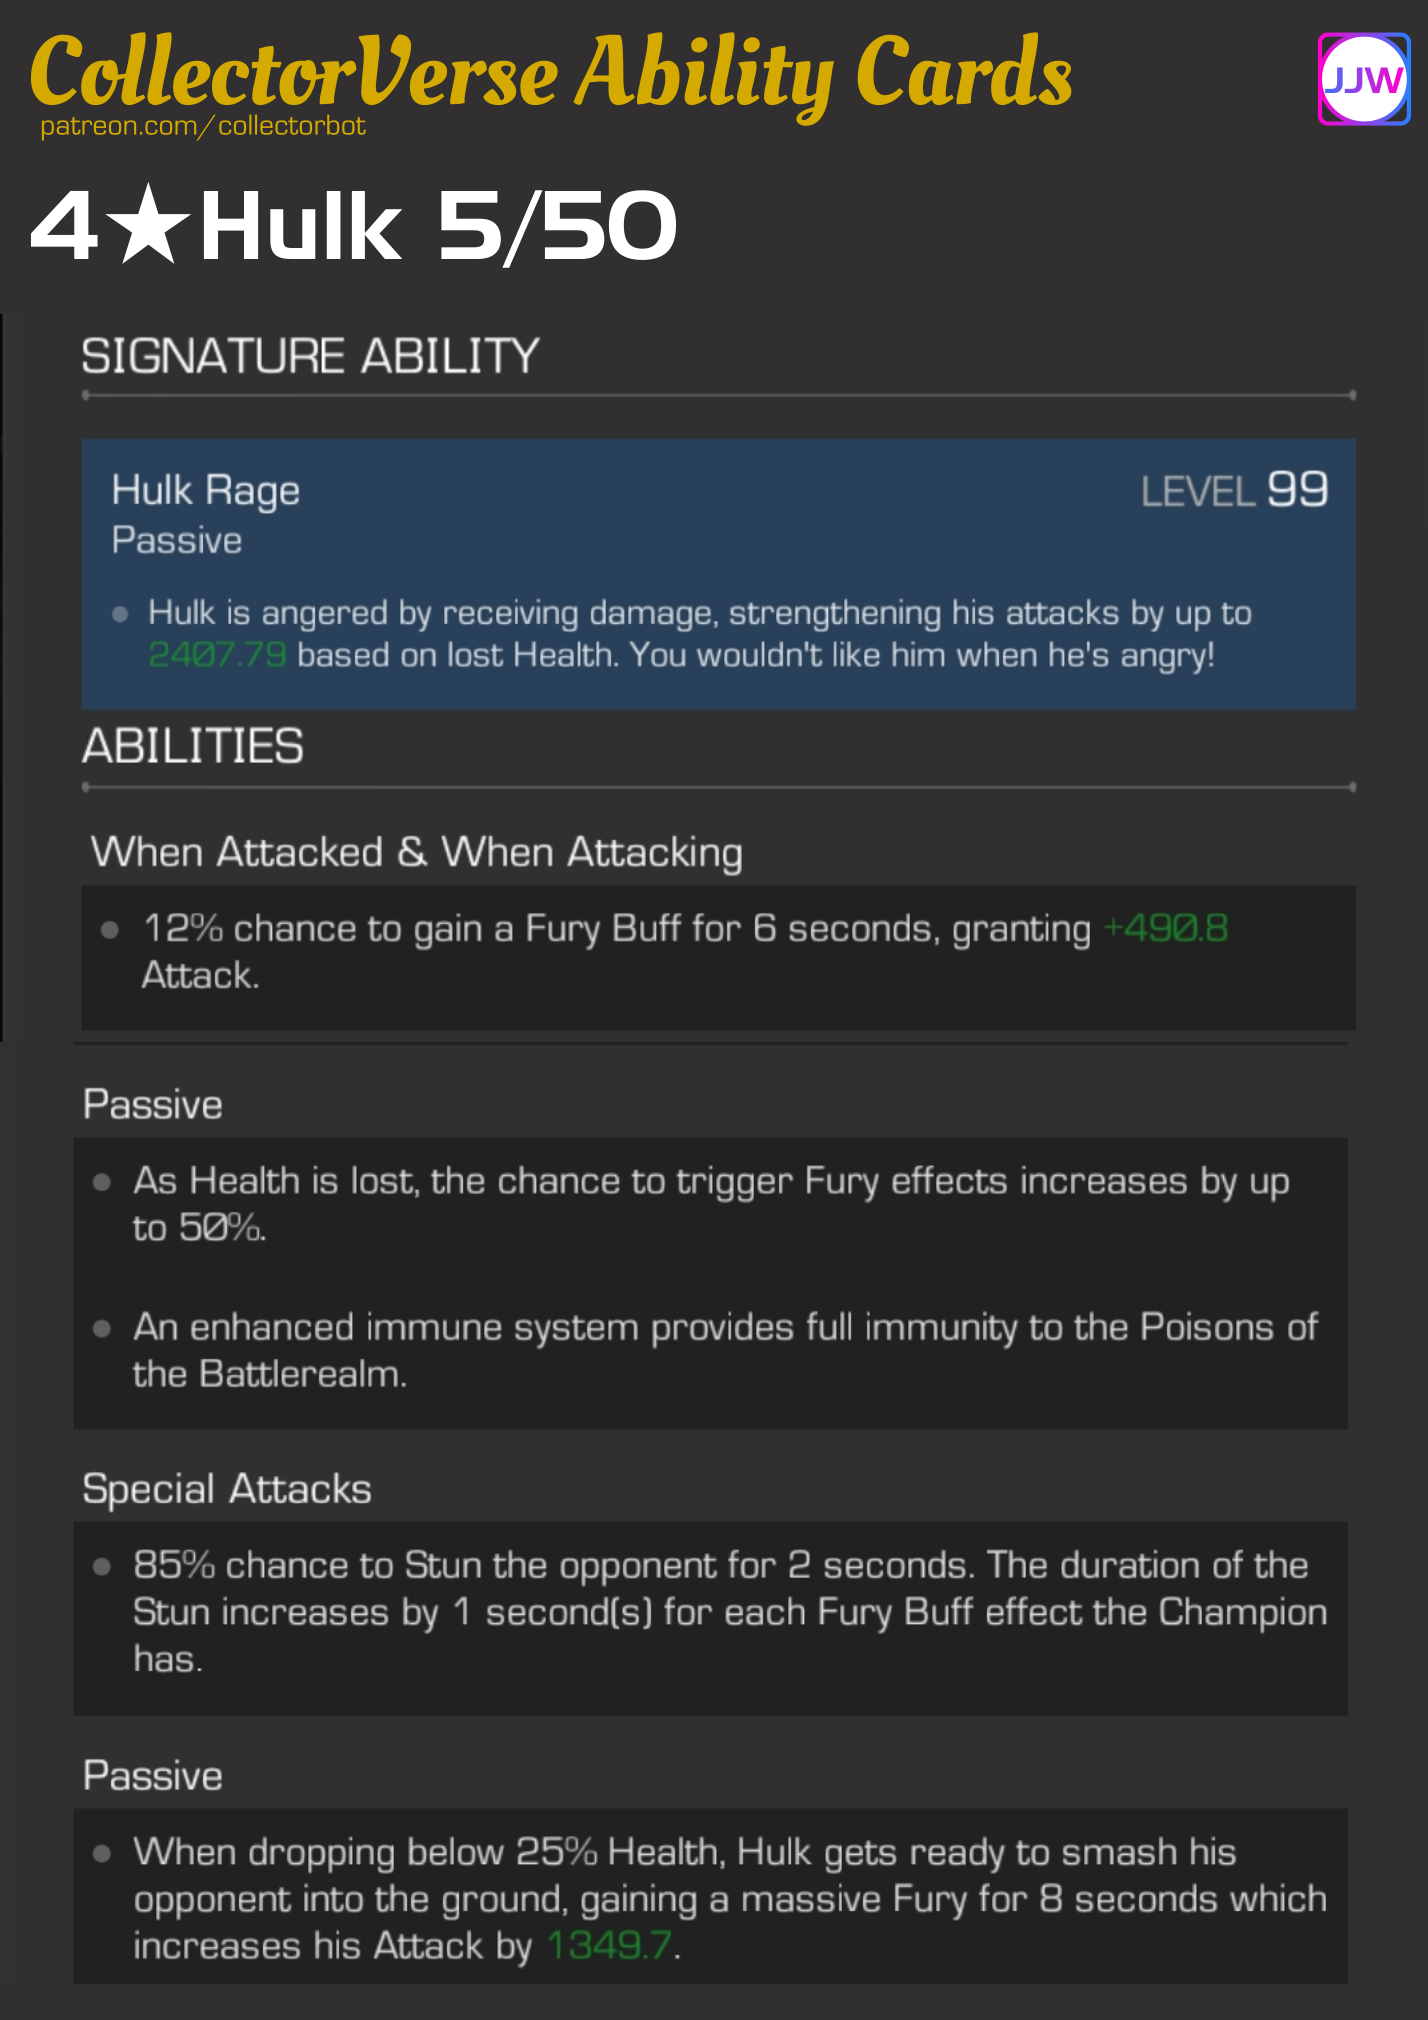 CollectorVerse Ability Cards
JJW
patreon.com/collectorbot
4★Hulk 5/50
SIGNATURE ABILITY
Hulk Rage
LEVEL 99
Passive
Hulk is angered by receiving damage, strengthening his attacks by up to
2407.79 based on lost Health. You wouldn't like him when he's angry!
ABILITIES
When Attacked & When Attacking
12% chance to gain a Fury Buff for 6 seconds, granting +490.8
Attack.
Passive
As Health is lost, the chance to trigger Fury effects increases by up
to 50%.
An enhanced immune system provides full immunity to the Poisons of
the Battlerealm.
Special Attacks
85% chance to Stun the opponent for 2 seconds. The duration of the
Stun increases by 1 second(s) for each Fury Buff effect the Champion
has.
Passive
When dropping below 25% Health, Hulk gets ready to smash his
opponent into the ground, gaining a massive Fury for 8 seconds which
increases his Attack by 1349.7.